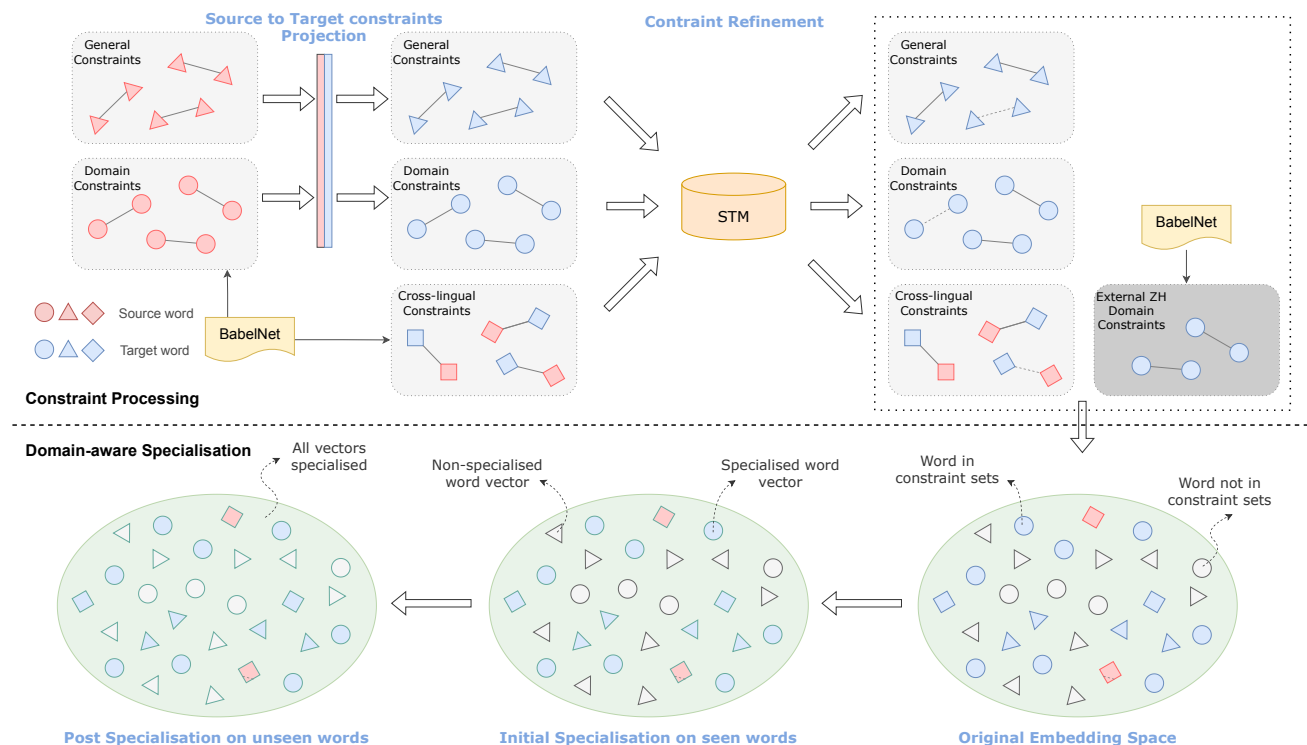 Source to Target constraints
Projection
Contraint Refinement
General
Constraints
General
Constraints
General
Constraints
Domain
Constraints
Domain
Constraints
Domain
Constraints
STM
BabelNet
Cross-lingual
Constraints
Cross-lingual
Constraints
External ZH
Domain
Constraints
Source word
Target word
BabelNet
Constraint Processing
Domain-aware Specialisation
All vectors
specialised
Non-specialised
word vector
Specialised word
vector
Word in
constraint sets
Word not in
constraint sets
Post Specialisation on unseen words
Initial Specialisation on seen words
Original Embedding Space